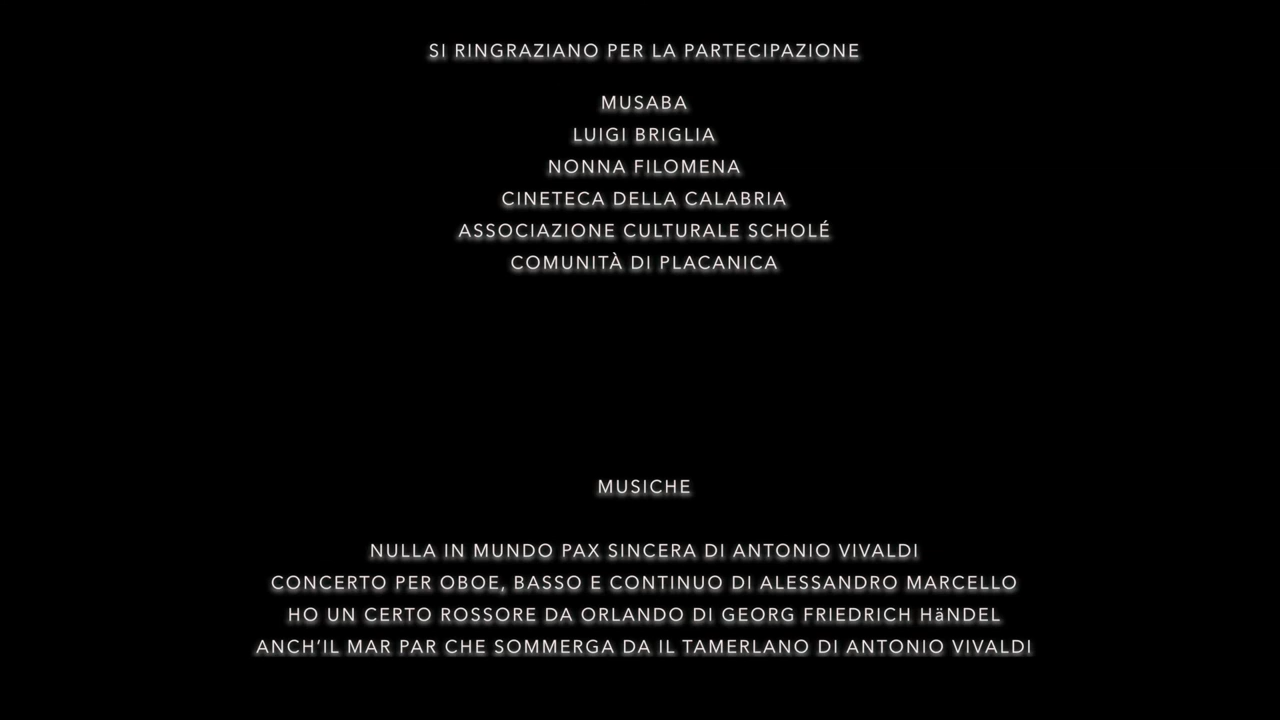 SI RINGRAZIANO PER LA PARTECIPAZIONE
MUSABA
LUIGI BRIGLIA
NONNA FILOMENA
CINETECA DELLA CALABRIA
ASSOCIAZIONE CULTURALE SCHOLÉ
COMUNITÀ DI PLACANICA
MUSICHE
NULLA IN MUNDO PAX SINCERA DI ANTONIO VIVALDI
CONCERTO PER OBOE, BASSO E CONTINUO DI ALESSANDRO MARCELLO
HO UN CERTO ROSSORE DA ORLANDO DI GEORG FRIEDRICH HäNDEL
ANCH’IL MAR PAR CHE SOMMERGA DA IL TAMERLANO DI ANTONIO VIVALDI